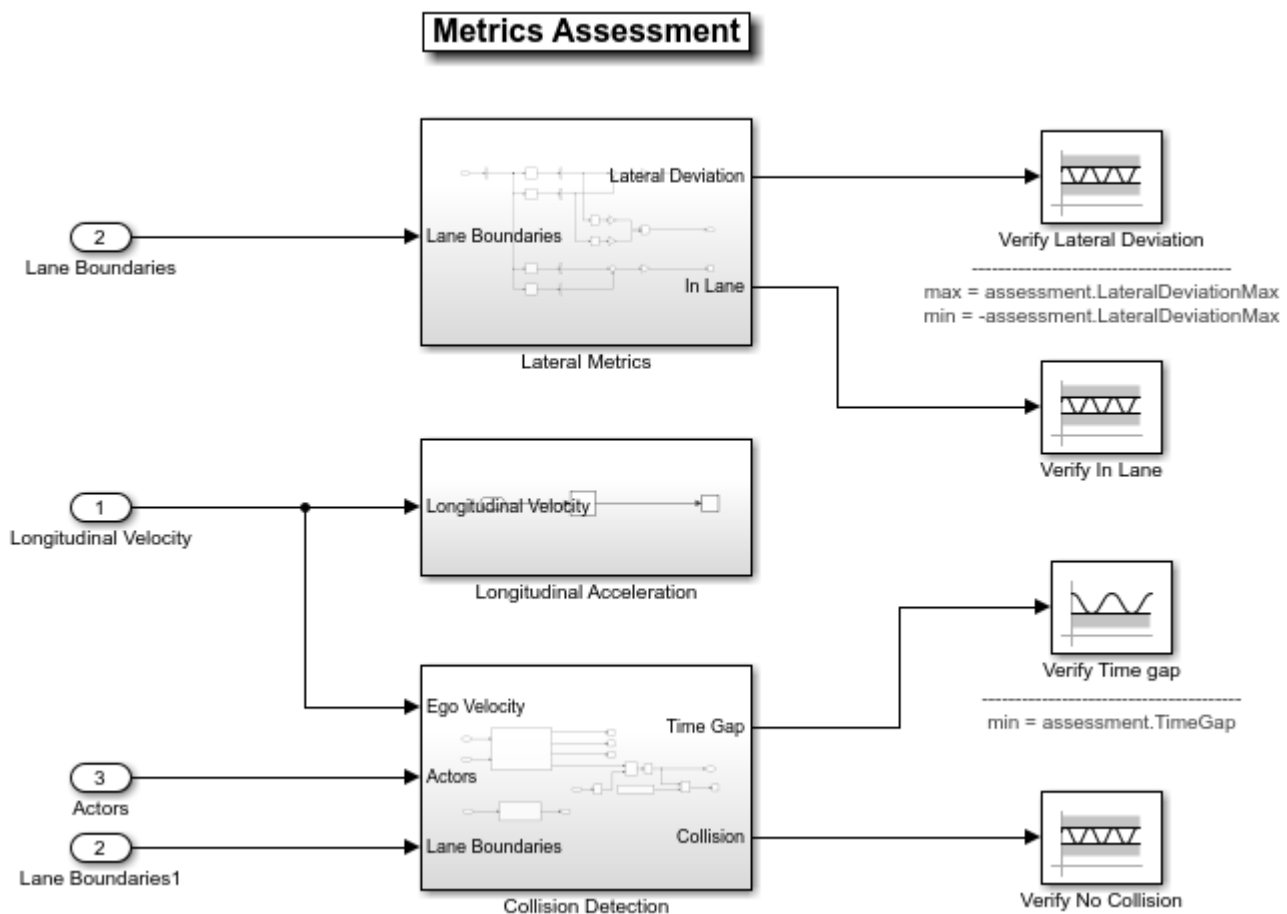 Metrics Assessment
2
Lane Boundaries
Lane Boundaries
Lateral Deviation
In Lane
Lateral Metrics
Verify Lateral Deviation
----------------------------------------
max = assessment.LateralDeviationMax
min = -assessment.LateralDeviationMax
Verify In Lane
1
Longitudinal Velocity
Longitudinal Velocity
Longitudinal Acceleration
Ego Velocity
Actors
Lane Boundaries
Time Gap
Collision
Collision Detection
3
Actors
2
Lane Boundaries1
Verify Time gap
----------------------------------------
min = assessment.TimeGap
Verify No Collision